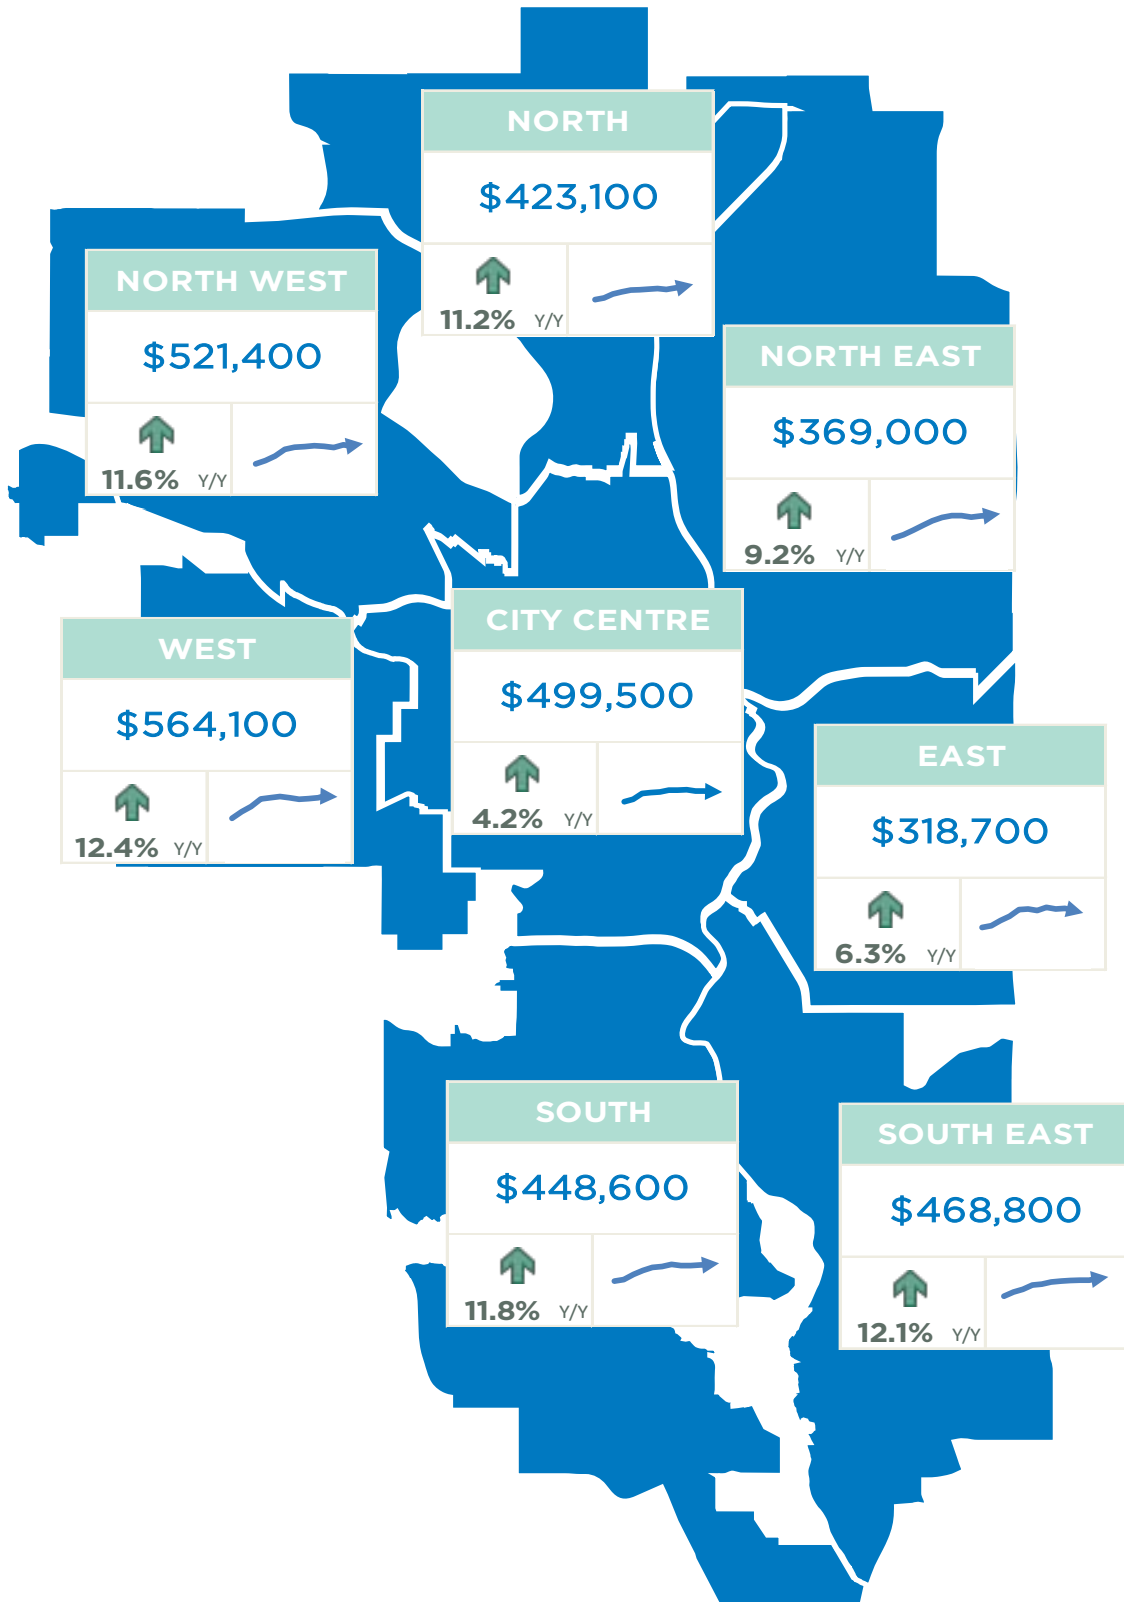 NORTH
$423,100
11.2% Y/Y
NORTH WEST
$521,400
11.6% Y/Y
NORTH EAST
$369,000
9.2% Y/Y
CITY CENTRE
$499,500
4.2% Y/Y
WEST
$564,100
12.4% Y/Y
EAST
$318,700
6.3% Y/Y
SOUTH
$448,600
11.8% Y/Y
SOUTH EAST
$468,800
12.1% Y/Y